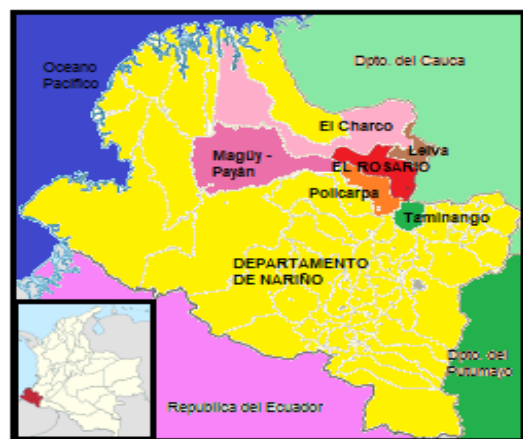 Oceano
Pacifico
Dpto. del Cauca
El Charco
Leiva
Magüy -
Payán
EL ROSARIO
Policarpa
Taminango
DEPARTAMENTO
DE NARIÑO
Dpto. del
Putumayo
Republica del Ecuador